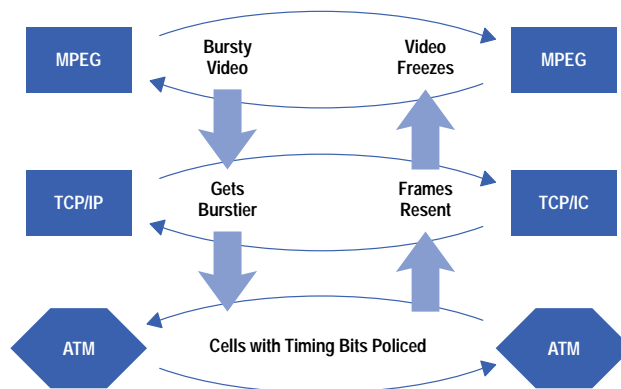 MPEG
Bursty
Video
Video
Freezes
MPEG
TCP/IP
Gets
Burstier
Frames
Resent
TCP/IC
ATM
Cells with Timing Bits Policed
ATM